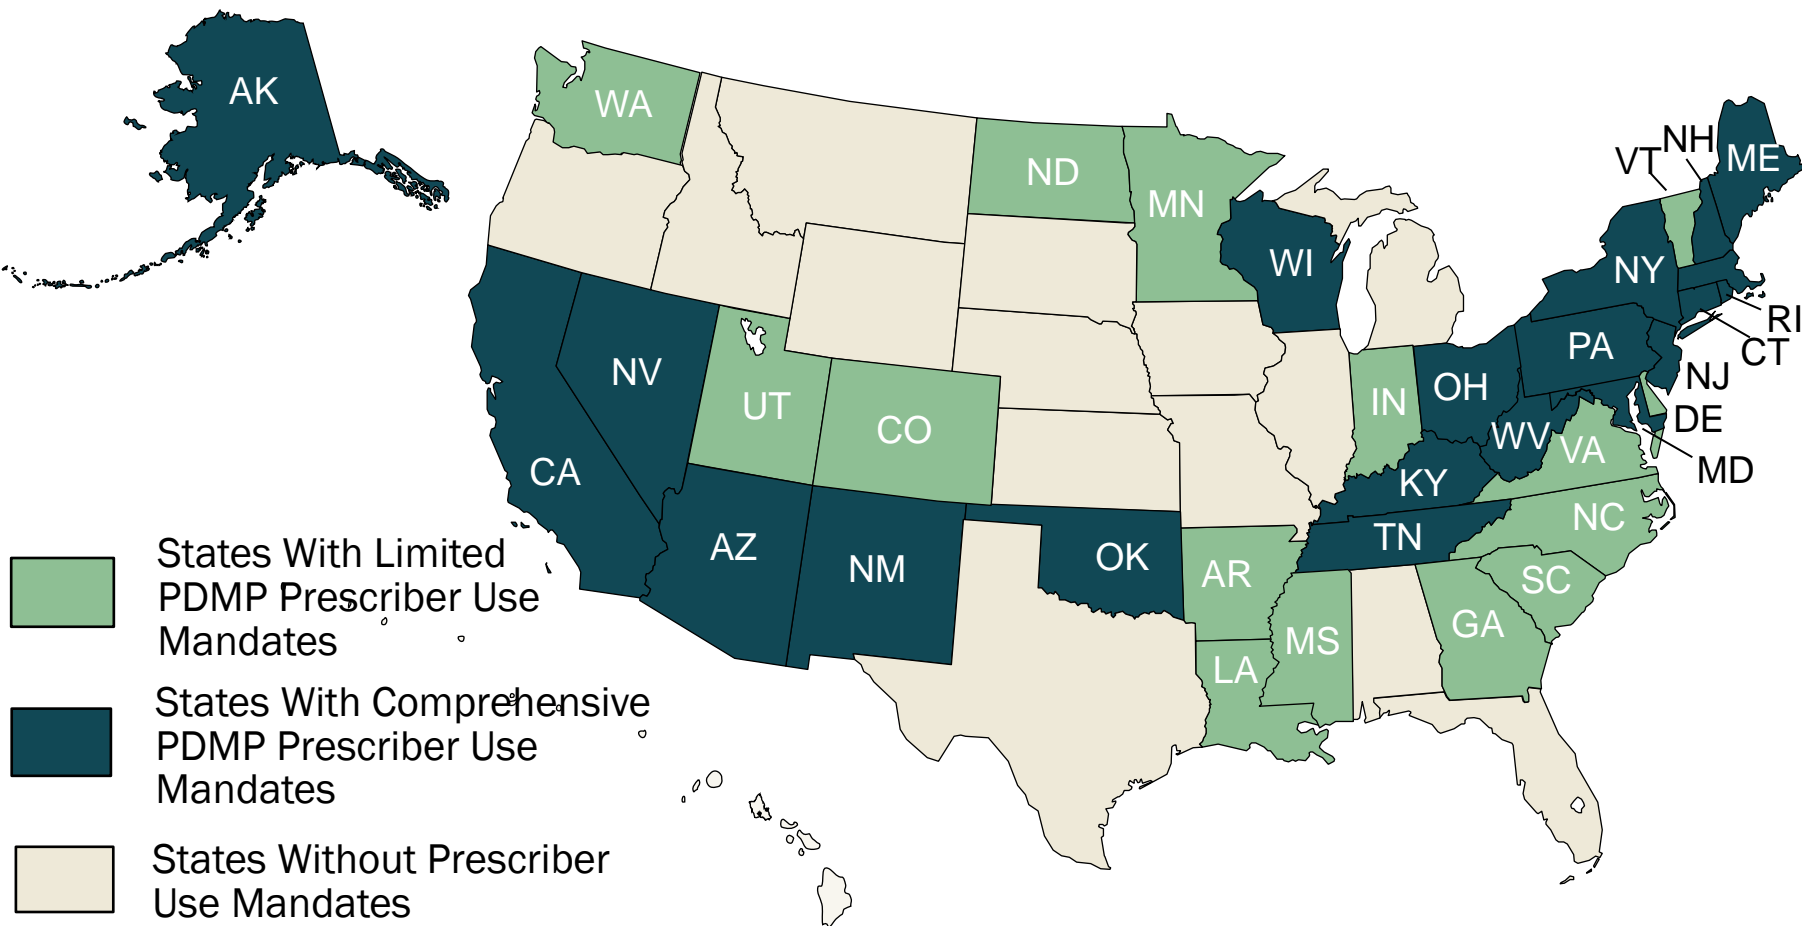 AK
WA
ND
MN
WI
VT
NH
ME
NY
RI
CT
PA
NJ
DE
MD
NV
UT
CO
IN
OH
WV
VA
CA
KY
NC
AZ
NM
OK
TN
AR
SC
GA
MS
LA
States With Limited
PDMP Prescriber Use
Mandates
States With Comprehensive
PDMP Prescriber Use
Mandates
States Without Prescriber
Use Mandates